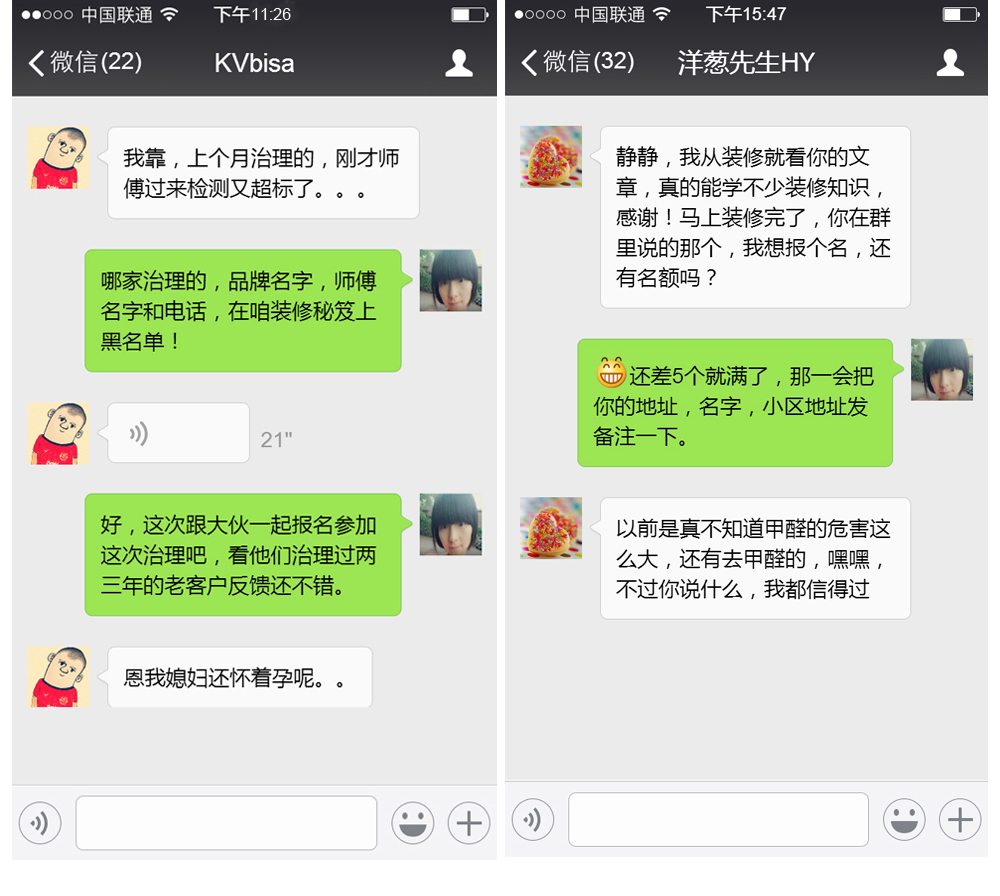 中国联通 下午11:26
微信(22) KVbisa
我靠，上个月治理的，刚才师
傅过来检测又超标了。。。
哪家治理的，品牌名字，师傅
名字和电话，在咱装修秘笈上
黑名单！
21"
好，这次跟大伙一起报名参加
这次治理吧，看他们治理过两
三年的老客户反馈还不错。
恩我媳妇还怀着孕呢。。
中国联通 下午15:47
微信(32) 洋葱先生HY
静静，我从装修就看你的文
章，真的能学不少装修知识，
感谢！马上装修完了，你在群
里说的那个，我想报个名，还
有名额吗？
还差5个就满了，那一会把
你的地址，名字，小区地址发
备注一下。
以前是真不知道甲醛的危害这
么大，还有去甲醛的，嘿嘿，
不过你说什么，我都信得过